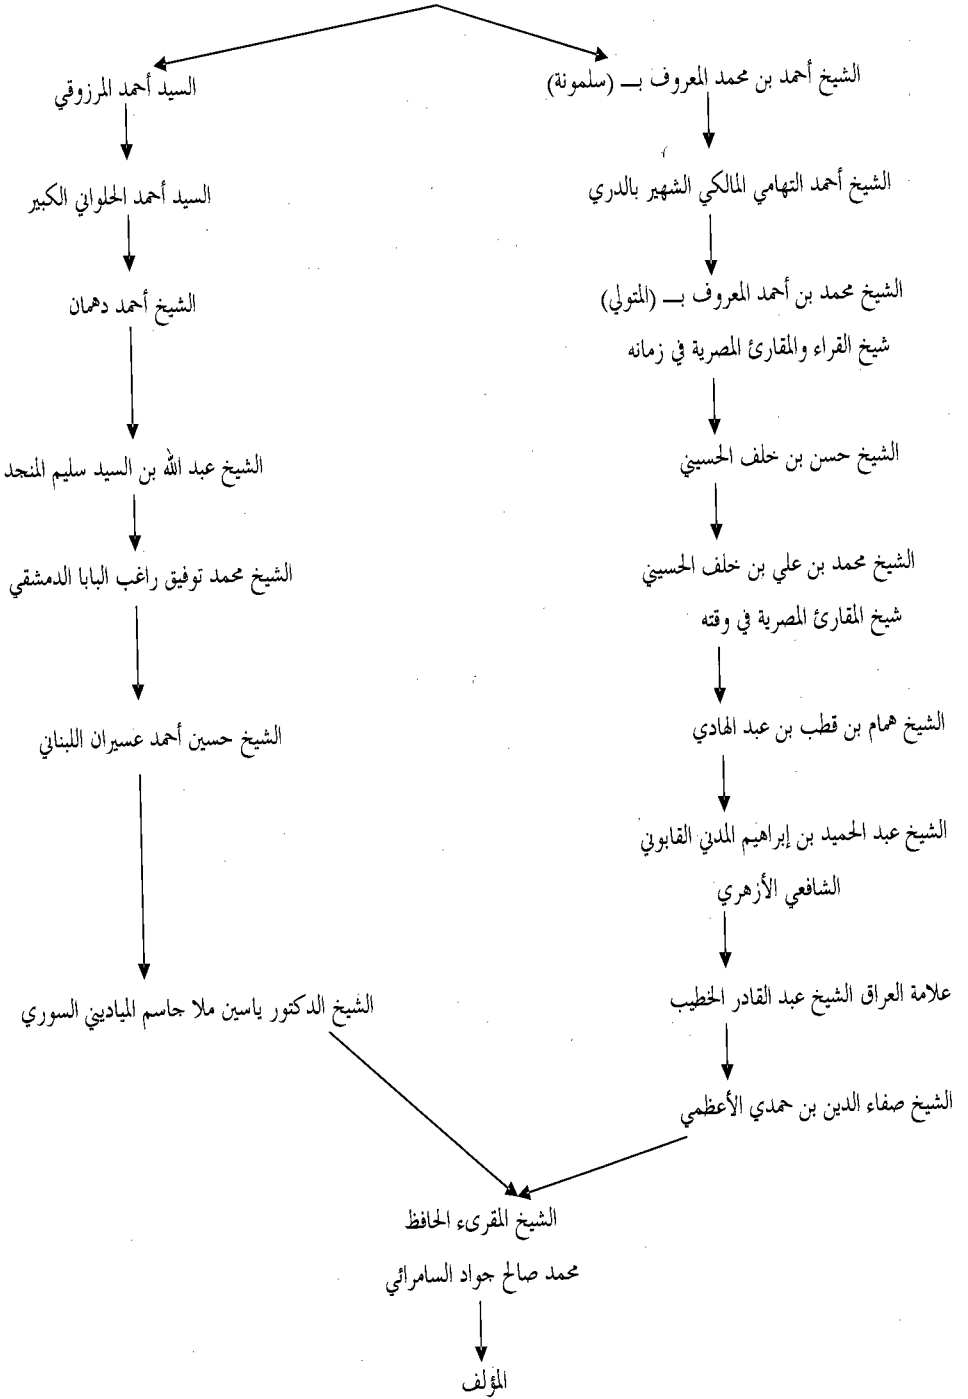 الشيخ أحمد بن محمد المعروف بـــ (سلمونة)
الشيخ أحمد التهامي المالكي الشهير بالدري
الشيخ محمد بن أحمد المعروف بـــ (المتولي)
شيخ القراء والمقارئ المصرية في زمانه
الشيخ حسن بن خلف الحسيني
الشيخ محمد بن علي بن خلف الحسيني
شيخ المقارئ المصرية في وقته
الشيخ همام بن قطب بن عبد الهادي
الشيخ عبد الحميد بن إبراهيم المدني القابوني
الشافعي الأزهري
علامة العراق الشيخ عبد القادر الخطيب
الشيخ صفاء الدين بن حمدي الأعظمي
السيد أحمد المرزوقي
السيد أحمد الحلواني الكبير
الشيخ أحمد دهمان
الشيخ عبد الله بن السيد سليم المنجد
الشيخ محمد توفيق راغب البابا الدمشقي
الشيخ حسين أحمد عسيران اللبناني
الشيخ الدكتور ياسين ملا جاسم الميادیني السوري
الشيخ المقرىء الحافظ
محمد صالح جواد السامرائي
المؤلف